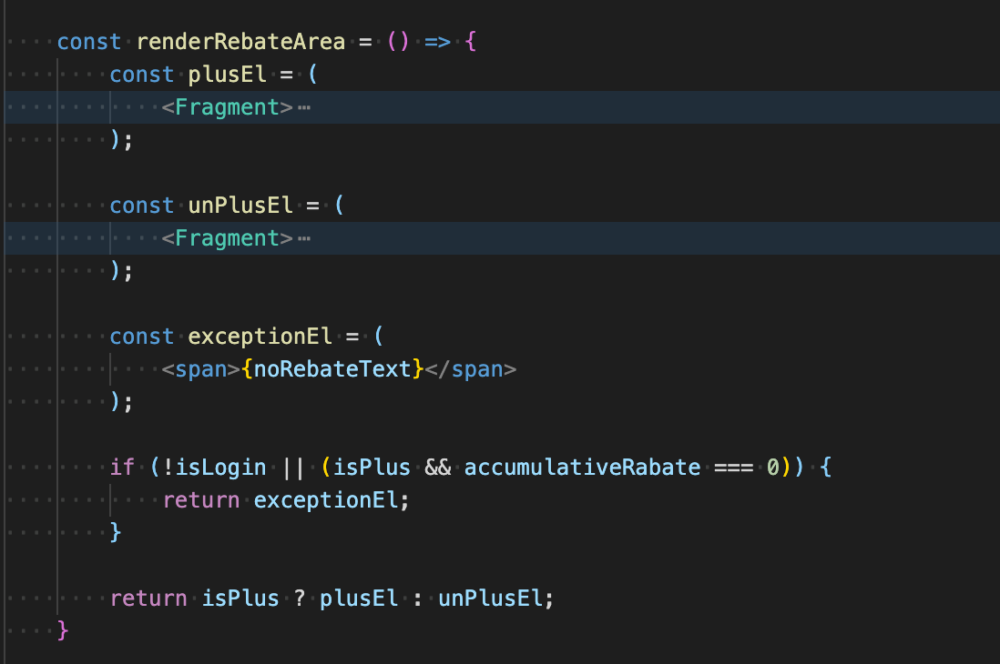 const renderRebateArea = () => {
const plusEl = (
<Fragment>⋯
);
const unPlusEl = (
<Fragment>⋯
);
const exceptionEl = (
<span>{noRebateText}</span>
);
if (!isLogin || (isPlus && accumulativeRabate === 0)) {
return exceptionEl;
}
return isPlus ? plusEl : unPlusEl;
}